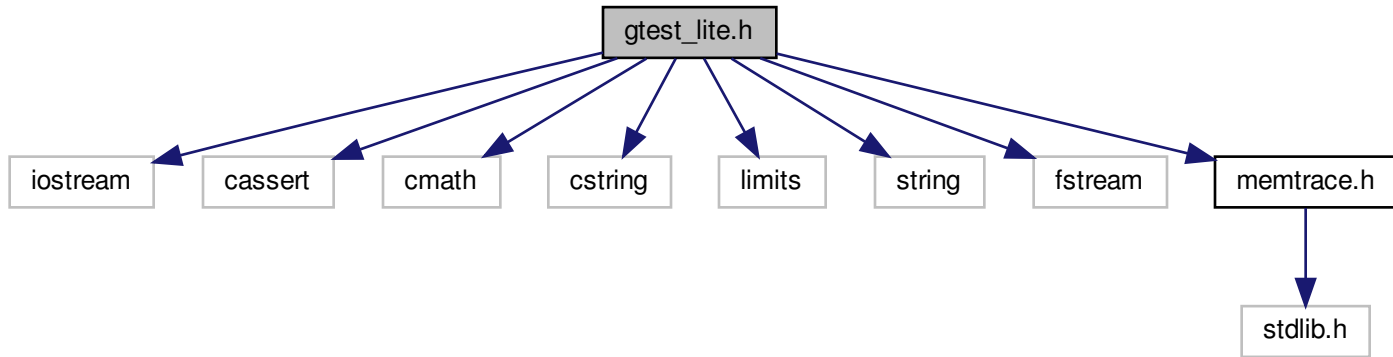 gtest_lite.h
iostream
cassert
cmath
cstring
limits
string
fstream
memtrace.h
stdlib.h